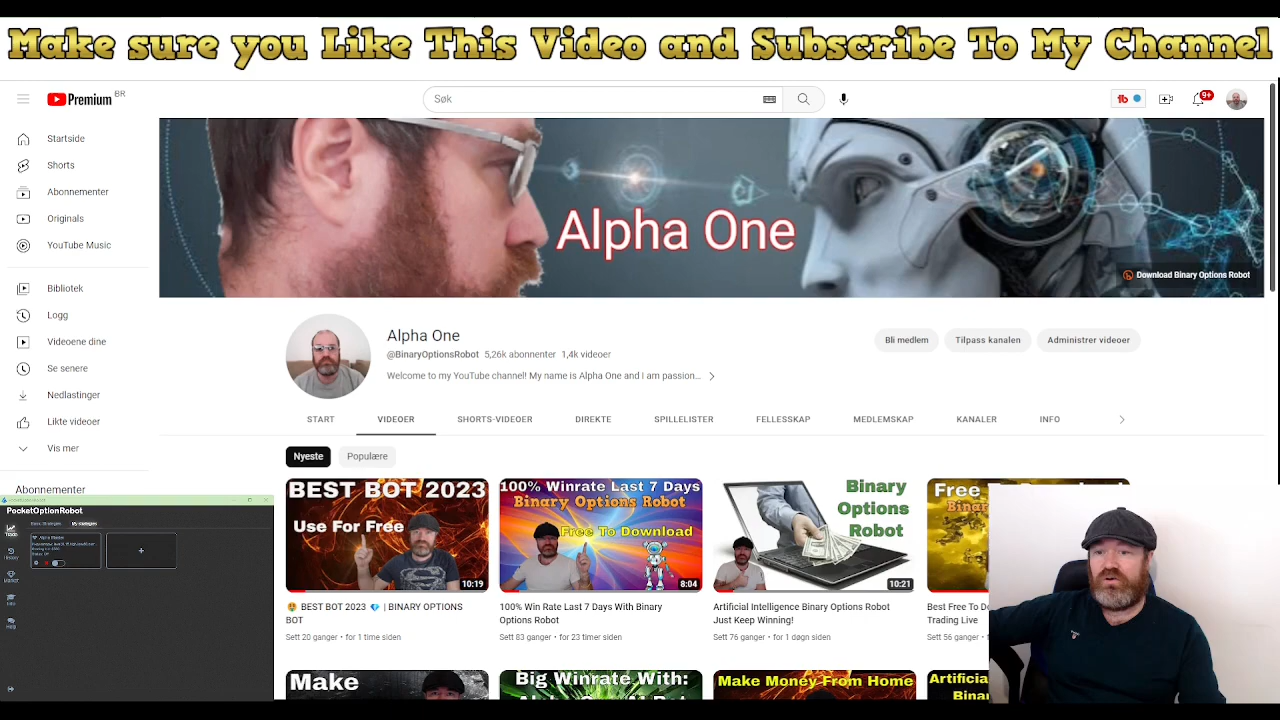 Make sure you Like This Video and Subscribe To My Channel
Premium BR
Søk
9+
Startside
Shorts
Abonnementer
Originals
YouTube Music
Bibliotek
Logg
Videoene dine
Se senere
Nedlastinger
Likte videoer
Vis mer
Abonnementer
Alpha One
Download Binary Options Robot
Alpha One
@BinaryOptionsRobot 5,26k abonnenter 1,4k videoer
Welcome to my YouTube channel! My name is Alpha One and I am passion...
Bli medlem
Tilpass kanalen
Administrer videoer
START
VIDEOER
SHORTS-VIDEOER
DIREKTE
SPILLELISTER
FELLESSKAP
MEDLEMSKAP
KANALER
INFO
Nyeste
Populære
BEST BOT 2023
Use For Free
10:19
BEST BOT 2023 💎 | BINARY OPTIONS
BOT
Sett 20 ganger • for 1 time siden
100% Winrate Last 7 Days
Binary Options Robot
Free To Download
8:04
100% Win Rate Last 7 Days With Binary
Options Robot
Sett 83 ganger • for 23 timer siden
Binary
Options
Robot
10:21
Artificial Intelligence Binary Options Robot
Just Keep Winning!
Sett 76 ganger • for 1 døgn siden
Best Free To
Trading Live
Sett 56 ganger
Make
Big Winrate With:
Make Money From Home
PocketOptionRobot
Basic Strategies
My strategies